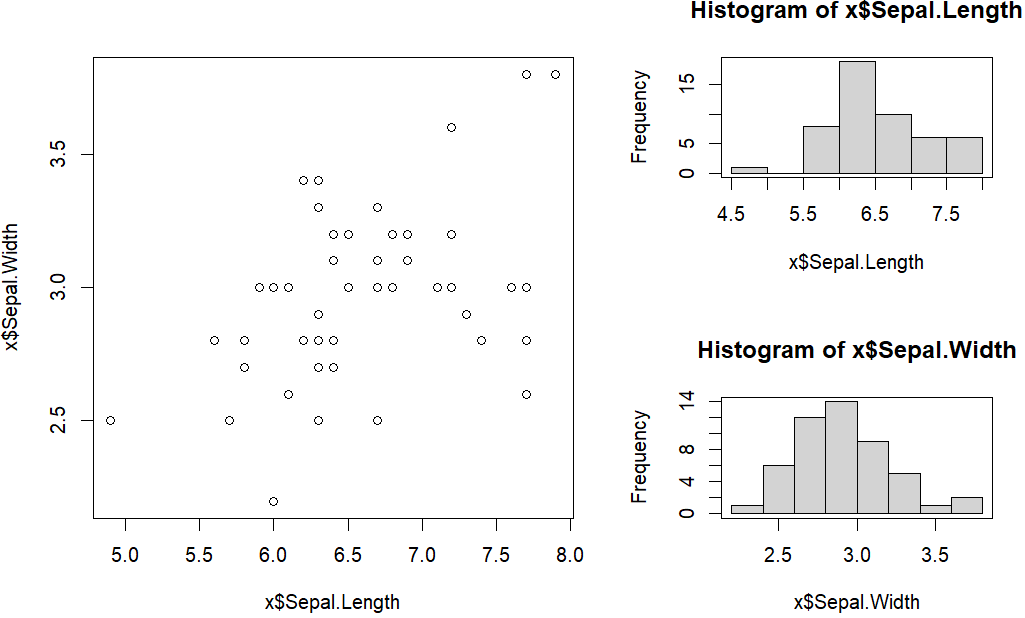 x$Sepal.Width
3.5
3.0
2.5
5.0 5.5 6.0 6.5 7.0 7.5 8.0
x$Sepal.Length
Histogram of x$Sepal.Length
Frequency
15
5
0
4.5 5.5 6.5 7.5
x$Sepal.Length
Histogram of x$Sepal.Width
Frequency
14
8
4
0
2.5 3.0 3.5
x$Sepal.Width